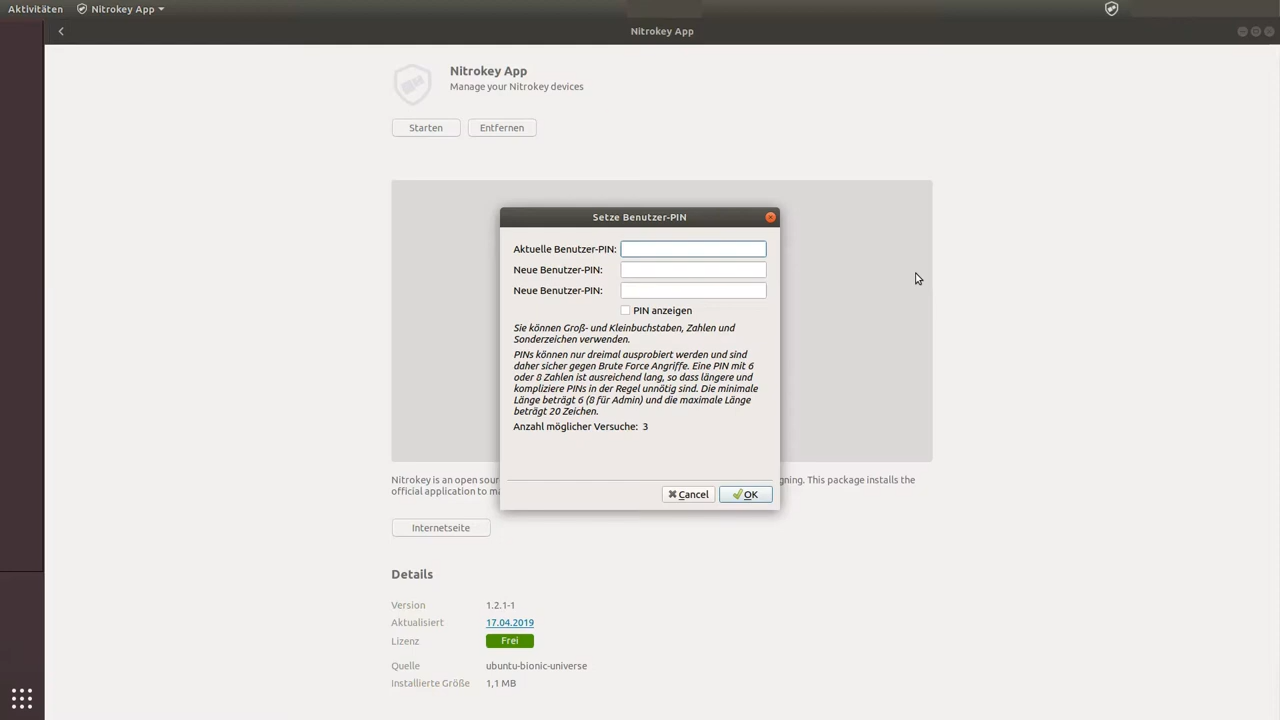 Aktivitäten
Nitrokey App
Nitrokey App
Nitrokey App
Manage your Nitrokey devices
Starten
Entfernen
Setze Benutzer-PIN
Aktuelle Benutzer-PIN:
Neue Benutzer-PIN:
Neue Benutzer-PIN:
PIN anzeigen
Sie können Groß- und Kleinbuchstaben, Zahlen und
Sonderzeichen verwenden.
PINs können nur dreimal ausprobiert werden und sind
daher sicher gegen Brute Force Angriffe. Eine PIN mit 6
oder 8 Zahlen ist ausreichend lang, so dass längere und
kompliziere PINs in der Regel unnötig sind. Die minimale
Länge beträgt 6 (8 für Admin) und die maximale Länge
beträgt 20 Zeichen.
Anzahl möglicher Versuche: 3
Cancel
OK
Nitrokey is an open sour
gning. This package installs the
official application to ma
Internetseite
Details
Version 1.2.1-1
Aktualisiert 17.04.2019
Lizenz Frei
Quelle ubuntu-bionic-universe
Installierte Größe 1,1 MB